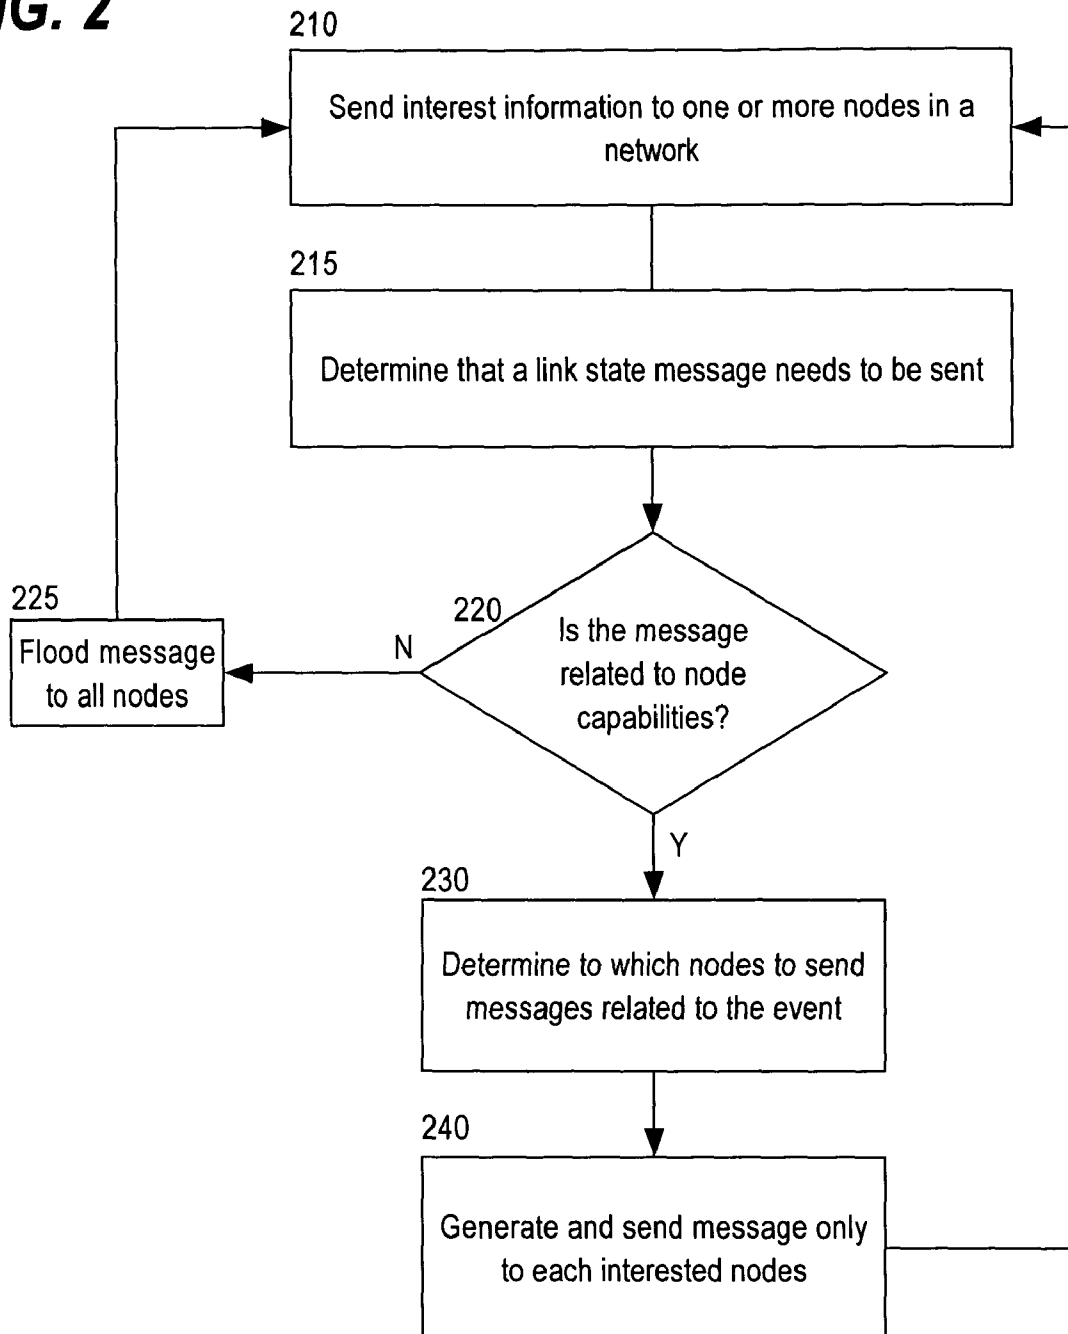 FIG. 2
210
Send interest information to one or more nodes in a
network
215
Determine that a link state message needs to be sent
220
Is the message
related to node
capabilities?
N
225
Flood message
to all nodes
Y
230
Determine to which nodes to send
messages related to the event
240
Generate and send message only
to each interested nodes